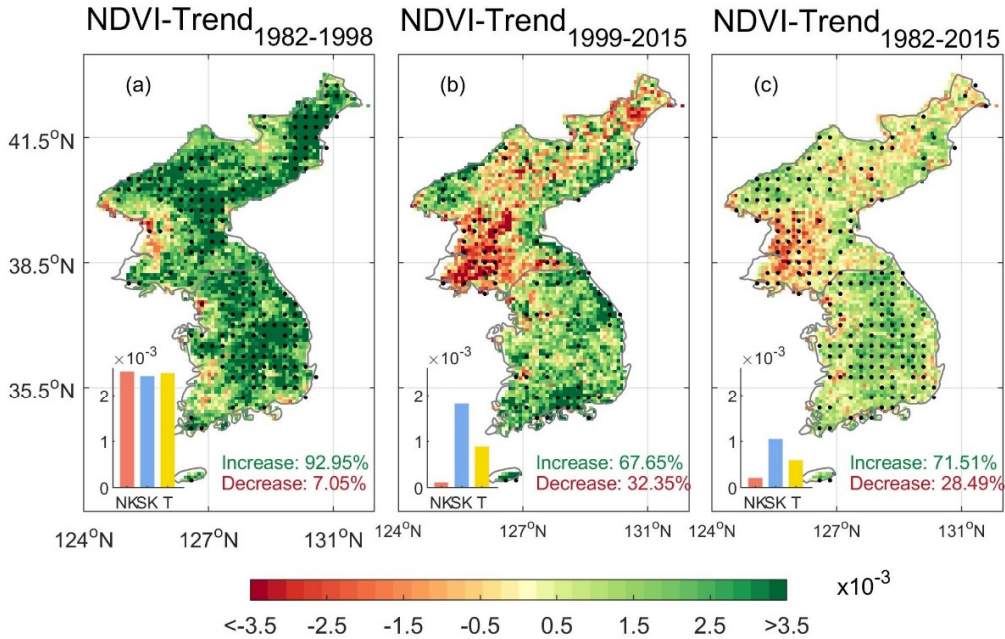 NDVI-Trend1982-1998
NDVI-Trend1999-2015
NDVI-Trend1982-2015
(a)
(b)
(c)
41.5°N
38.5°N
35.5°N
×10-3
2
1
0
NKSK T
Increase: 92.95%
Decrease: 7.05%
×10-3
2
1
0
NKSK T
Increase: 67.65%
Decrease: 32.35%
×10-3
2
1
0
NKSK T
Increase: 71.51%
Decrease: 28.49%
124°N 127°N 131°N
124°N 127°N 131°N
124°N 127°N 131°N
x10-3
<-3.5 -2.5 -1.5 -0.5 0.5 1.5 2.5 >3.5